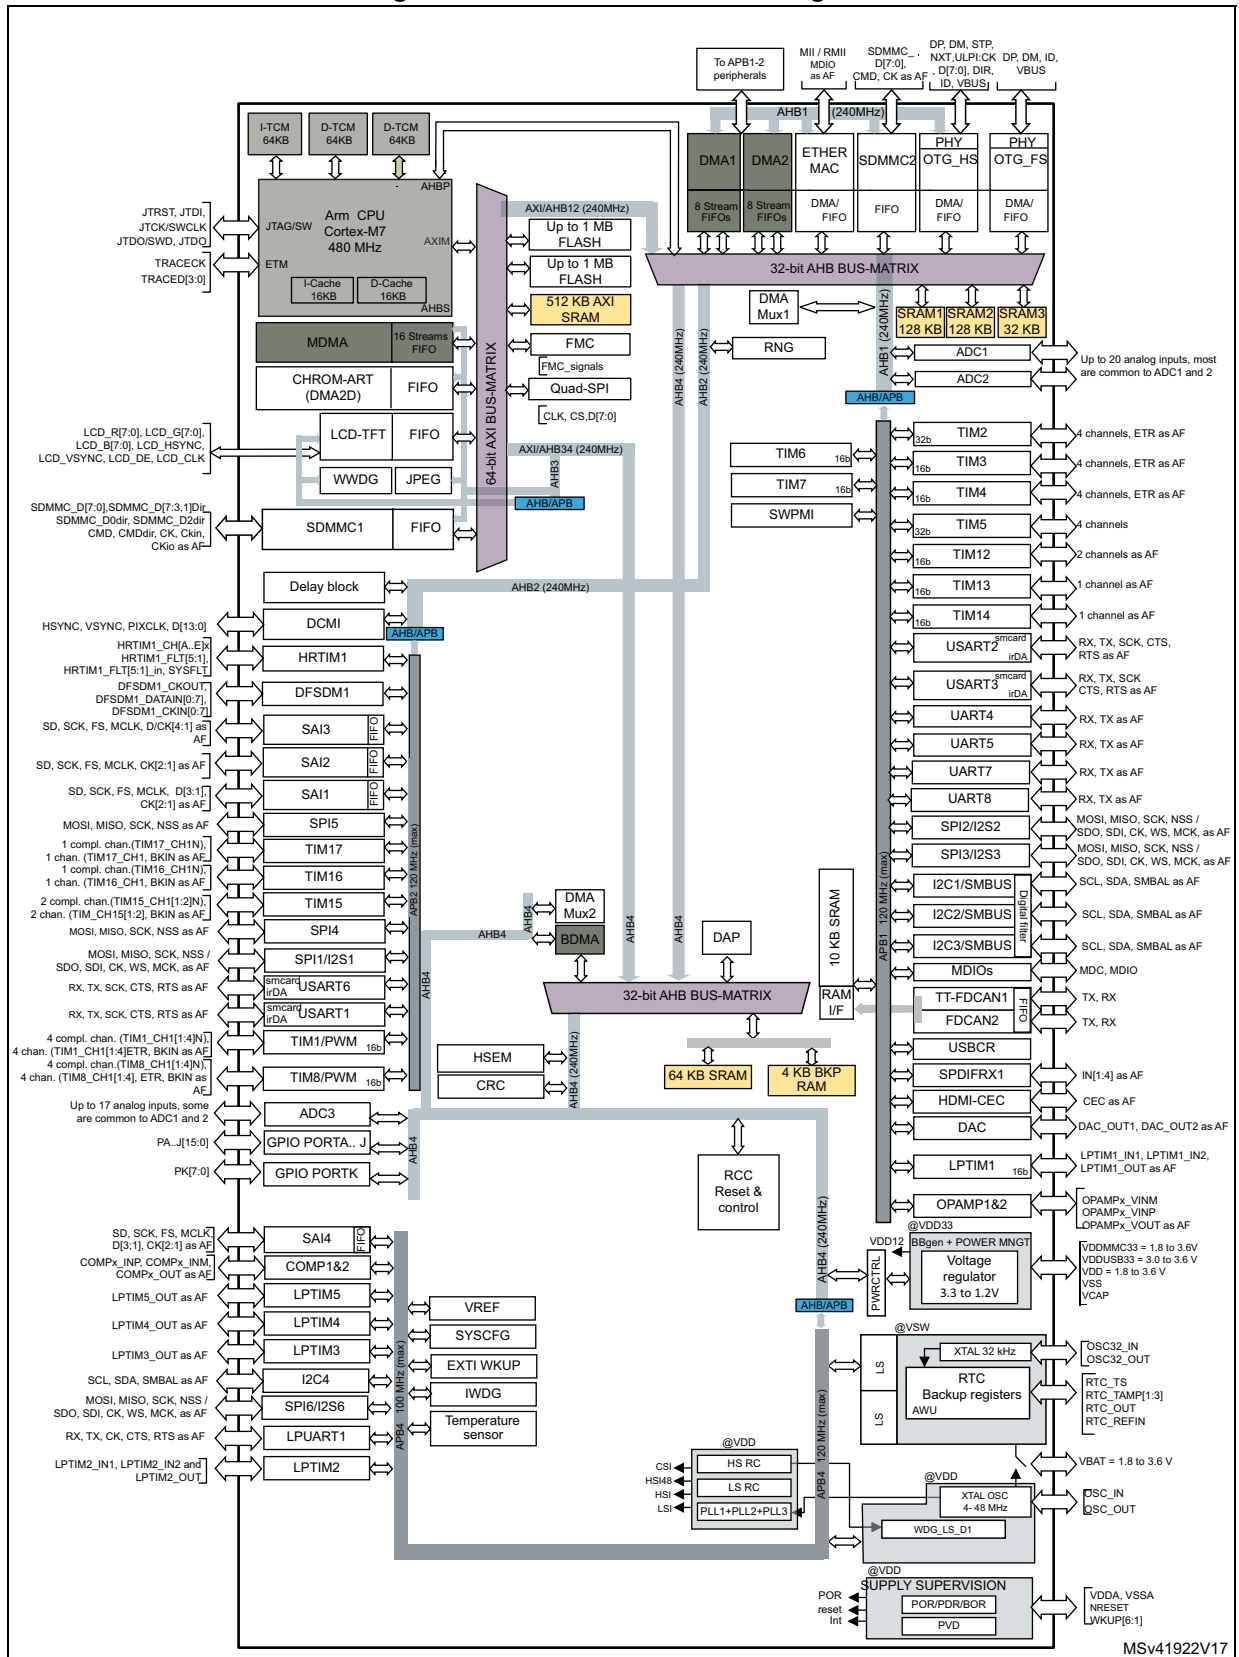 To APB1-2
peripherals
MII / RMII
MDIO
as AF
SDMMC_
D[7:0],
CMD, CK as AF
DP, DM, STP,
NXT,ULPI:CK
, D[7:0], DIR,
ID, VBUS
DP, DM, ID,
VBUS
AHB1 (240MHz)
I-TCM
64KB
D-TCM
64KB
D-TCM
64KB
AHBP
Arm CPU
Cortex-M7
480 MHz
JTAG/SW
ETM
AXIM
AHBS
I-Cache
16KB
D-Cache
16KB
JTRST, JTDI,
JTCK/SWCLK
JTDO/SWD, JTDO
TRACECK
TRACED[3:0]
DMA1
8 Stream
FIFOs
DMA2
8 Stream
FIFOs
ETHER
MAC
DMA/
FIFO
SDMMC2
FIFO
PHY
OTG_HS
DMA/
FIFO
PHY
OTG_FS
DMA/
FIFO
AXI/AHB12 (240MHz)
Up to 1 MB
FLASH
Up to 1 MB
FLASH
512 KB AXI
SRAM
FMC
FMC_signals
Quad-SPI
CLK, CS,D[7:0]
64-bit AXI BUS-MATRIX
32-bit AHB BUS-MATRIX
DMA
Mux1
RNG
AHB4 (240MHz)
AHB2 (240MHz)
AHB1 (240MHz)
SRAM1
128 KB
SRAM2
128 KB
SRAM3
32 KB
ADC1
ADC2
Up to 20 analog inputs, most
are common to ADC1 and 2
AHB/APB
MDMA
16 Streams
FIFO
CHROM-ART
(DMA2D)
FIFO
LCD-TFT
FIFO
WWDG
JPEG
SDMMC1
FIFO
LCD_R[7:0], LCD_G[7:0],
LCD_B[7:0], LCD_HSYNC,
LCD_VSYNC, LCD_DE, LCD_CLK
SDMMC_D[7:0],SDMMC_D[7:3,1]Dir
SDMMC_D0dir, SDMMC_D2dir
CMD, CMDdir, CK, Ckin,
CKio as AF
AXI/AHB34 (240MHz)
AHB3
AHB/APB
AHB2 (240MHz)
Delay block
DCMI
AHB/APB
HSYNC, VSYNC, PIXCLK, D[13:0]
HRTIM1
HRTIM1_CH[A..E]x
HRTIM1_FLT[5:1],
HRTIM1_FLT[5:1]_in, SYSFLT
DFSDM1
DFSDM1_CKOUT,
DFSDM1_DATAIN[0:7],
DFSDM1_CKIN[0:7]
SD, SCK, FS, MCLK, D/CK[4:1] as
AF
SAI3
FIFO
SD, SCK, FS, MCLK, CK[2:1] as AF
SAI2
FIFO
SD, SCK, FS, MCLK, D[3:1],
CK[2:1] as AF
SAI1
FIFO
MOSI, MISO, SCK, NSS as AF
SPI5
1 compl. chan.(TIM17_CH1N),
1 chan. (TIM17_CH1, BKIN as AF
TIM17
1 compl. chan.(TIM16_CH1N),
1 chan. (TIM16_CH1, BKIN as AF
TIM16
2 compl. chan.(TIM15_CH1[1:2]N),
2 chan. (TIM_CH15[1:2], BKIN as AF
TIM15
MOSI, MISO, SCK, NSS as AF
SPI4
MOSI, MISO, SCK, NSS /
SDO, SDI, CK, WS, MCK, as AF
SPI1/I2S1
RX, TX, SCK, CTS, RTS as AF
smcard
irDA
USART6
RX, TX, SCK, CTS, RTS as AF
smcard
irDA
USART1
4 compl. chan. (TIM1_CH1[1:4]N),
4 chan. (TIM1_CH1[1:4]ETR, BKIN as AF
TIM1/PWM
16b
4 compl. chan.(TIM8_CH1[1:4]N),
4 chan. (TIM8_CH1[1:4], ETR, BKIN as
AF
TIM8/PWM
16b
APB2 120 MHz (max)
Up to 17 analog inputs, some
are common to ADC1 and 2
ADC3
PA..J[15:0]
GPIO PORTA.. J
PK[7:0]
GPIO PORTK
AHB4
AHB4
AHB4
AHB4
AHB4
AHB4
DMA
Mux2
BDMA
DAP
32-bit AHB BUS-MATRIX
HSEM
CRC
AHB4 (240MHz)
64 KB SRAM
4 KB BKP
RAM
RCC
Reset &
control
AHB4 (240MHz)
AHB/APB
TIM6
16b
TIM7
16b
SWPMI
APB1 120 MHz (max)
10 KB SRAM
RAM
I/F
TIM2
32b
4 channels, ETR as AF
TIM3
16b
4 channels, ETR as AF
TIM4
16b
4 channels, ETR as AF
TIM5
32b
4 channels
TIM12
16b
2 channels as AF
TIM13
16b
1 channel as AF
TIM14
16b
1 channel as AF
USART2
smcard
irDA
RX, TX, SCK, CTS,
RTS as AF
USART3
smcard
irDA
RX, TX, SCK
CTS, RTS as AF
UART4
RX, TX as AF
UART5
RX, TX as AF
UART7
RX, TX as AF
UART8
RX, TX as AF
SPI2/I2S2
MOSI, MISO, SCK, NSS /
SDO, SDI, CK, WS, MCK, as AF
SPI3/I2S3
MOSI, MISO, SCK, NSS /
SDO, SDI, CK, WS, MCK, as AF
I2C1/SMBUS
SCL, SDA, SMBAL as AF
I2C2/SMBUS
SCL, SDA, SMBAL as AF
I2C3/SMBUS
SCL, SDA, SMBAL as AF
Digital filter
MDIOs
MDC, MDIO
TT-FDCAN1
TX, RX
FDCAN2
TX, RX
FIFO
USBCR
SPDIFRX1
IN[1:4] as AF
HDMI-CEC
CEC as AF
DAC
DAC_OUT1, DAC_OUT2 as AF
LPTIM1
16b
LPTIM1_IN1, LPTIM1_IN2,
LPTIM1_OUT as AF
OPAMP1&2
OPAMPx_VINM
OPAMPx_VINP
OPAMPx_VOUT as AF
@VDD33
VDD12
BBgen + POWER MNGT
Voltage
regulator
3.3 to 1.2V
PWRCTRL
VDDMMC33 = 1.8 to 3.6V
VDDUSB33 = 3.0 to 3.6 V
VDD = 1.8 to 3.6 V
VSS
VCAP
SD, SCK, FS, MCLK,
D[3:1], CK[2:1] as AF
SAI4
FIFO
COMPx_INP, COMPx_INM,
COMPx_OUT as AF
COMP1&2
LPTIM5_OUT as AF
LPTIM5
LPTIM4_OUT as AF
LPTIM4
LPTIM3_OUT as AF
LPTIM3
SCL, SDA, SMBAL as AF
I2C4
MOSI, MISO, SCK, NSS /
SDO, SDI, CK, WS, MCK, as AF
SPI6/I2S6
RX, TX, CK, CTS, RTS as AF
LPUART1
LPTIM2_IN1, LPTIM2_IN2 and
LPTIM2_OUT
LPTIM2
APB4 100 MHz (max)
VREF
SYSCFG
EXTI WKUP
IWDG
Temperature
sensor
APB4 120 MHz (max)
@VSW
LS
LS
XTAL 32 kHz
RTC
Backup registers
AWU
OSC32_IN
OSC32_OUT
RTC_TS
RTC_TAMP[1:3]
RTC_OUT
RTC_REFIN
VBAT = 1.8 to 3.6 V
@VDD
CSI
HSI48
HSI
LSI
HS RC
LS RC
PLL1+PLL2+PLL3
@VDD
XTAL OSC
4- 48 MHz
WDG_LS_D1
OSC_IN
OSC_OUT
@VDD
SUPPLY SUPERVISION
POR
reset
Int
POR/PDR/BOR
PVD
VDDA, VSSA
NRESET
WKUP[6:1]
MSv41922V17